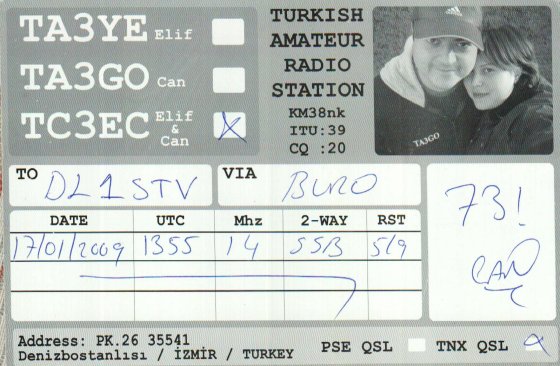 TA3YE Elif
TA3GO Can
TC3EC Elif & Can X
TURKISH
AMATEUR
RADIO
STATION
KM38nk
ITU:39
CQ :20
adidas
TA3GO
TO DL1STV
VIA BURO
73!
CAN
DATE UTC Mhz 2-WAY RST
17/01/2009 1355 14 SSB 5/9
Address: PK.26 35541
Denizbostanlısı / İZMİR / TURKEY
PSE QSL TNX QSL X